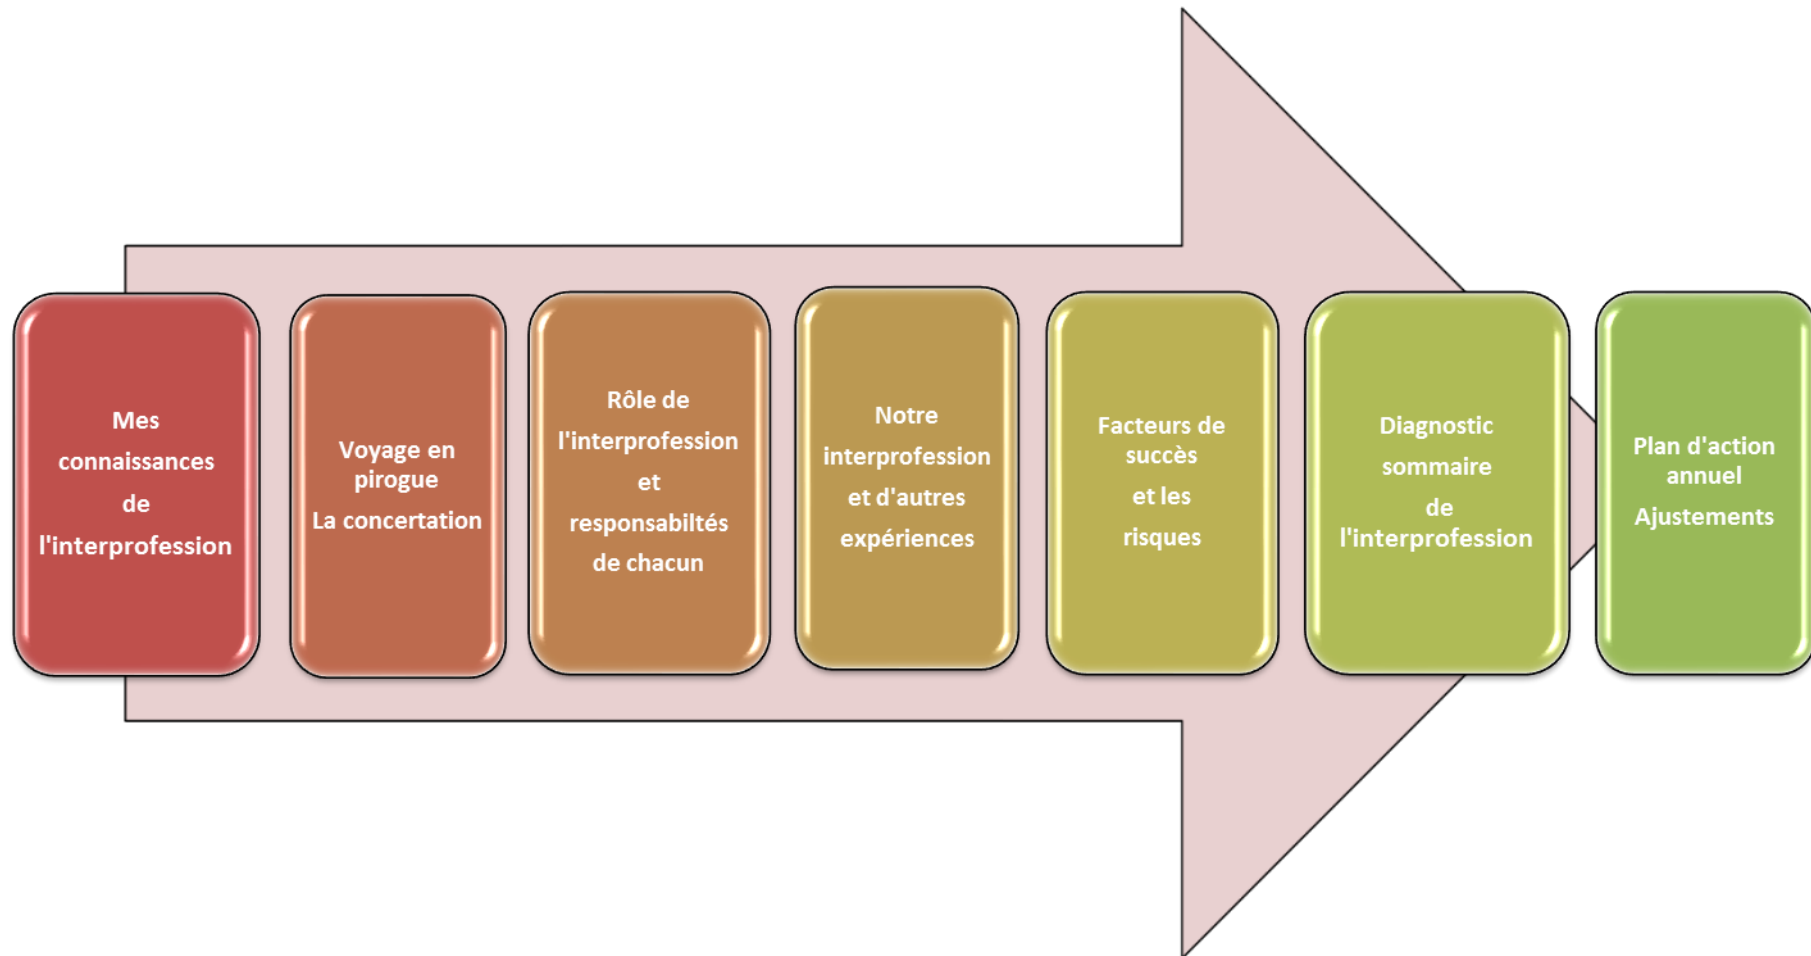 Mes
connaissances
de
l'interprofession
Voyage en
pirogue
La concertation
Rôle de
l'interprofession
et
responsabiltés
de chacun
Notre
interprofession
et d'autres
expériences
Facteurs de
succès
et les
risques
Diagnostic
sommaire
de
l'interprofession
Plan d'action
annuel
Ajustements